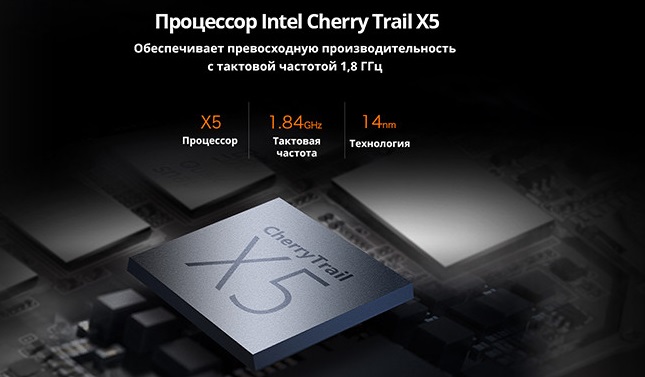 Процессор Intel Cherry Trail X5
Обеспечивает превосходную производительность
с тактовой частотой 1,8 ГГц
X5
Процессор
1.84GHz
Тактовая
частота
14nm
Технология
CherryTrail
X5